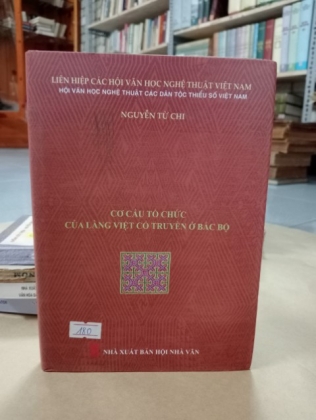 LIÊN HIỆP CÁC HỘI VĂN HỌC NGHỆ THUẬT VIỆT NAM
HỘI VĂN HỌC NGHỆ THUẬT CÁC DÂN TỘC THIỂU SỐ VIỆT NAM
NGUYỄN TỪ CHI
CƠ CẤU TỔ CHỨC
CỦA LÀNG VIỆT CỔ TRUYỀN Ở BẮC BỘ
180
NHÀ XUẤT BẢN HỘI NHÀ VĂN